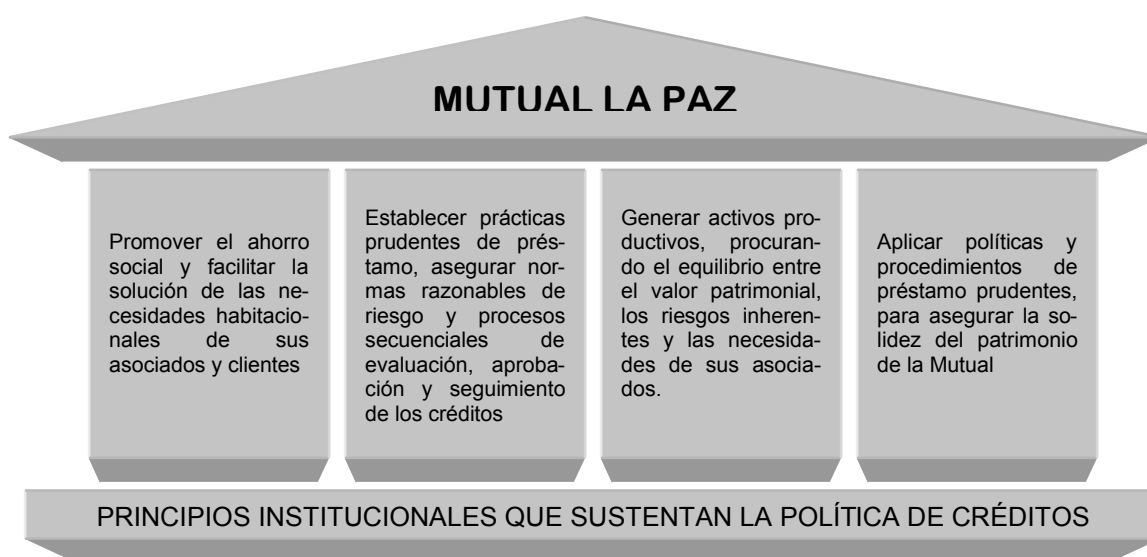 MUTUAL LA PAZ
Promover el ahorro
social y facilitar la
solución de las ne-
cesidades habitacio-
nales de sus
asociados y clientes
Establecer prácticas
prudentes de prés-
tamo, asegurar nor-
mas razonables de
riesgo y procesos
secuenciales de
evaluación, aproba-
ción y seguimiento
de los créditos
Generar activos pro-
ductivos, procuran-
do el equilibrio entre
el valor patrimonial,
los riesgos inheren-
tes y las necesida-
des de sus asocia-
dos.
Aplicar políticas y
procedimientos de
préstamo prudentes,
para asegurar la so-
lidez del patrimonio
de la Mutual
PRINCIPIOS INSTITUCIONALES QUE SUSTENTAN LA POLÍTICA DE CRÉDITOS